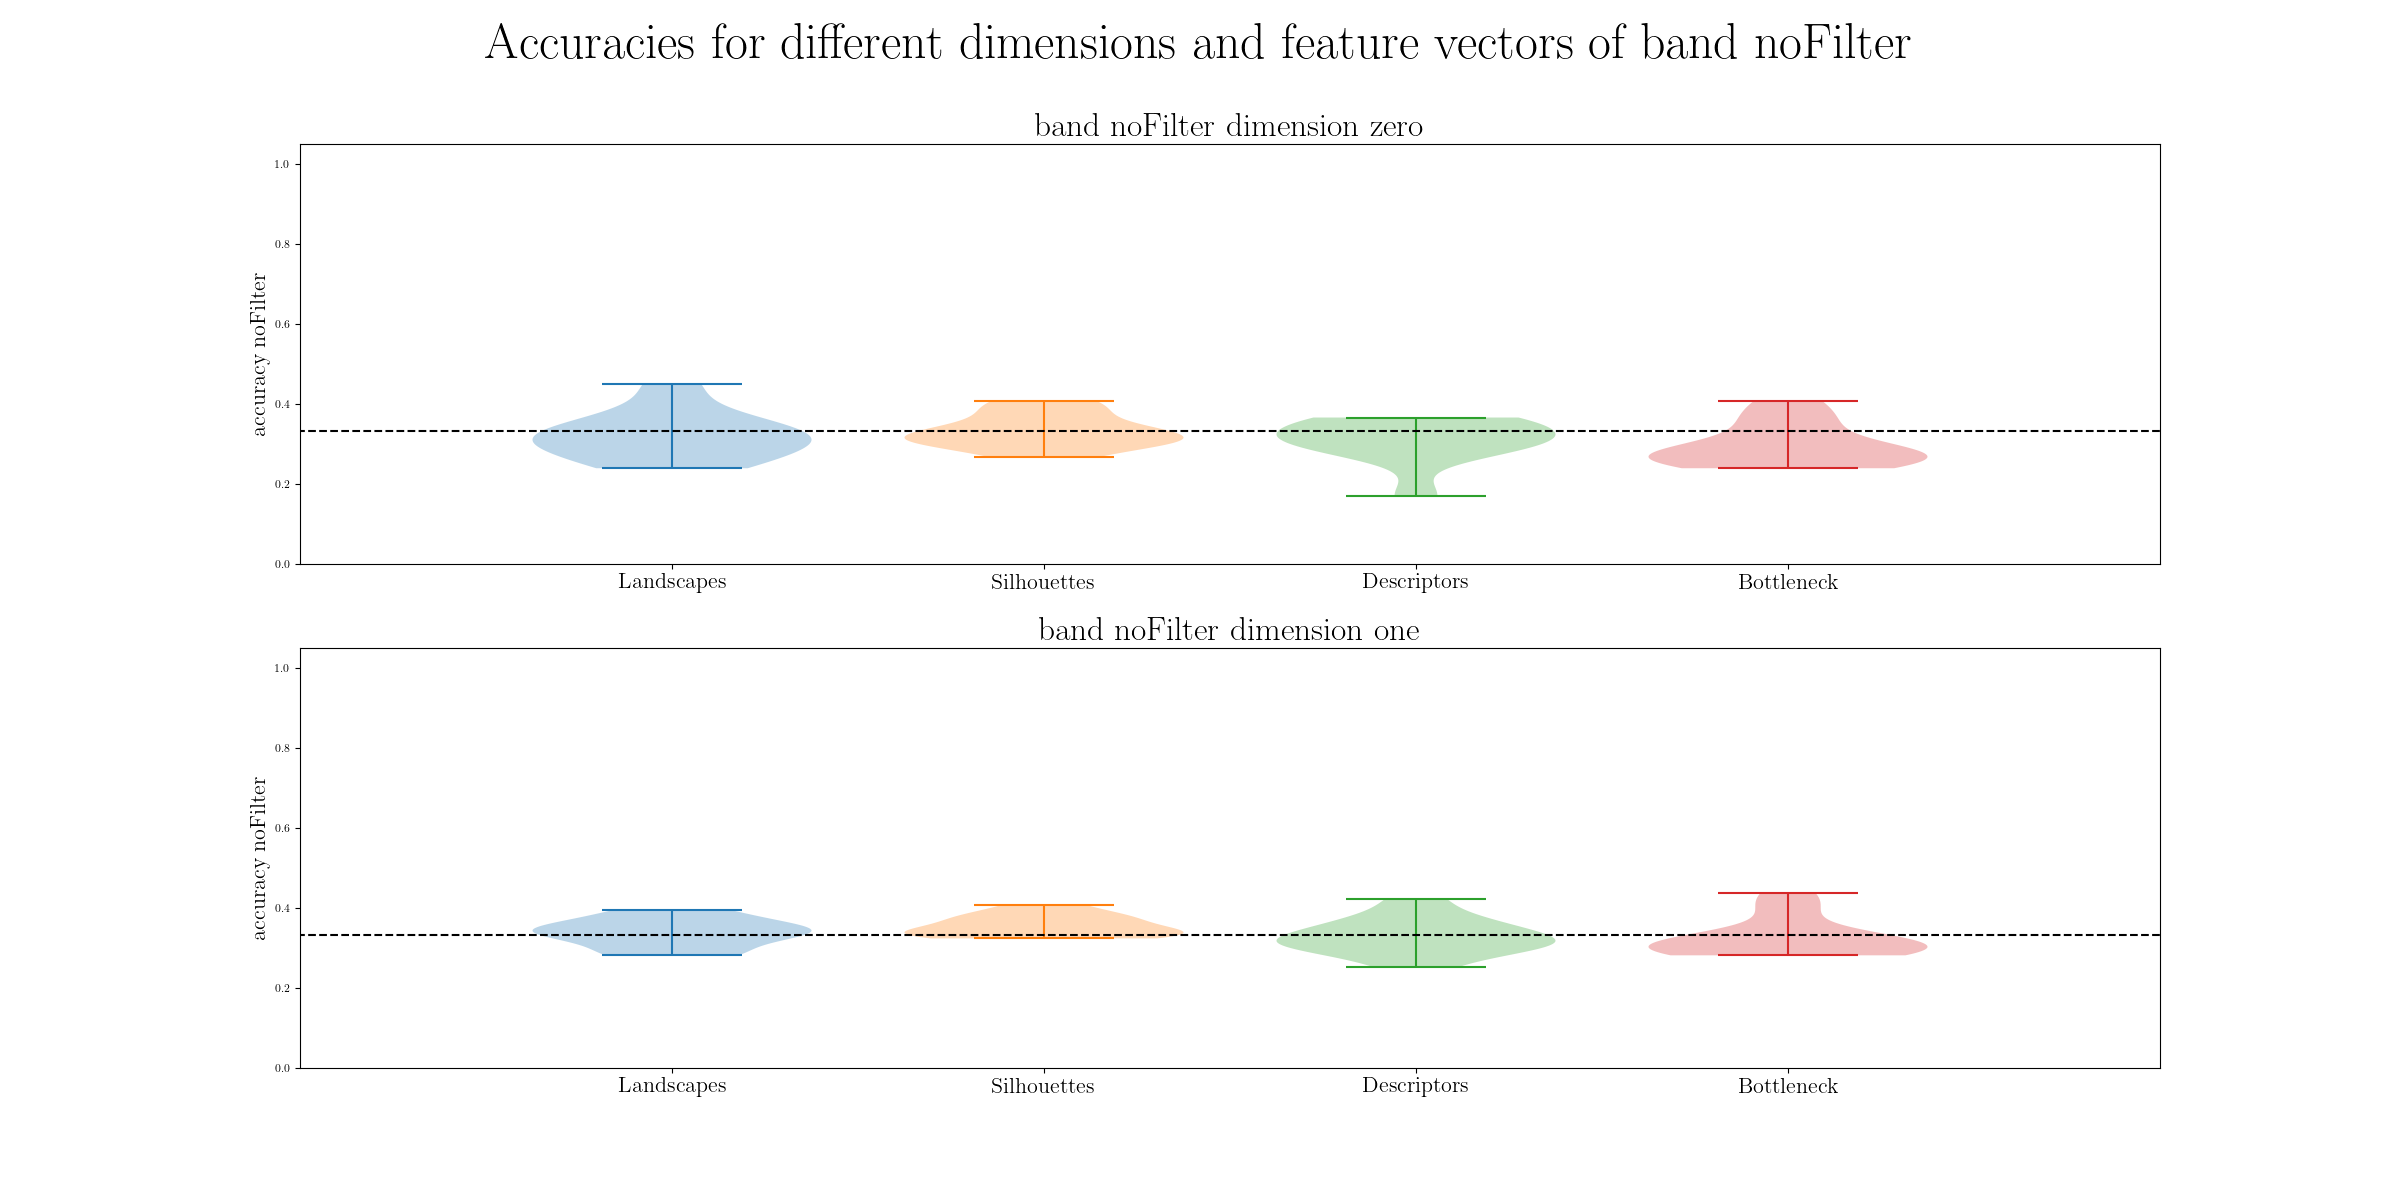 Accuracies for different dimensions and feature vectors of band noFilter
band noFilter dimension zero
1.0
0.8
0.6
0.4
0.2
0.0
accuracy noFilter
Landscapes Silhouettes Descriptors Bottleneck
band noFilter dimension one
1.0
0.8
0.6
0.4
0.2
0.0
accuracy noFilter
Landscapes Silhouettes Descriptors Bottleneck